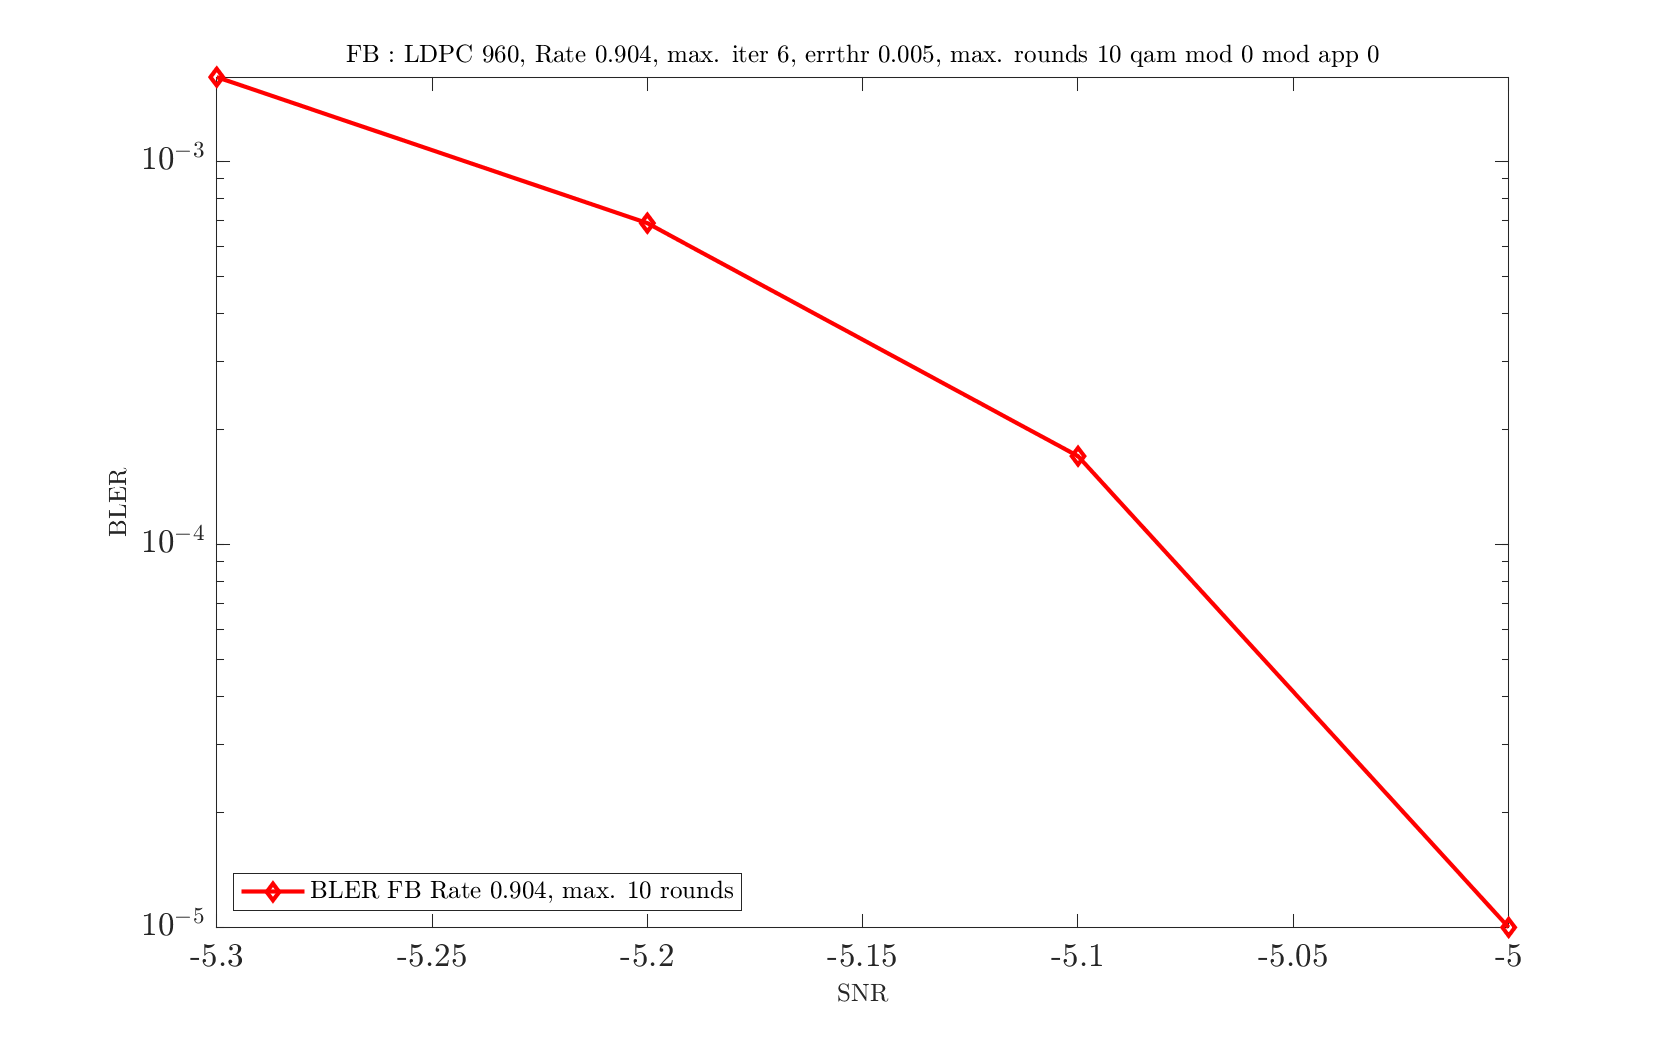 FB : LDPC 960, Rate 0.904, max. iter 6, errthr 0.005, max. rounds 10 qam mod 0 mod app 0
10⁻³
10⁻⁴
10⁻⁵
BLER
BLER FB Rate 0.904, max. 10 rounds
-5.3 -5.25 -5.2 -5.15 -5.1 -5.05 -5
SNR